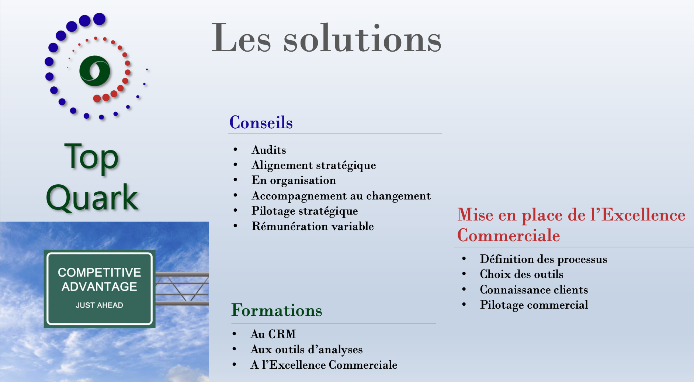 Les solutions
Top
Quark
COMPETITIVE
ADVANTAGE
JUST AHEAD
Conseils
• Audits
• Alignement stratégique
• En organisation
• Accompagnement au changement
• Pilotage stratégique
• Rémunération variable
Formations
• Au CRM
• Aux outils d'analyses
• A l'Excellence Commerciale
Mise en place de l'Excellence
Commerciale
• Définition des processus
• Choix des outils
• Connaissance clients
• Pilotage commercial